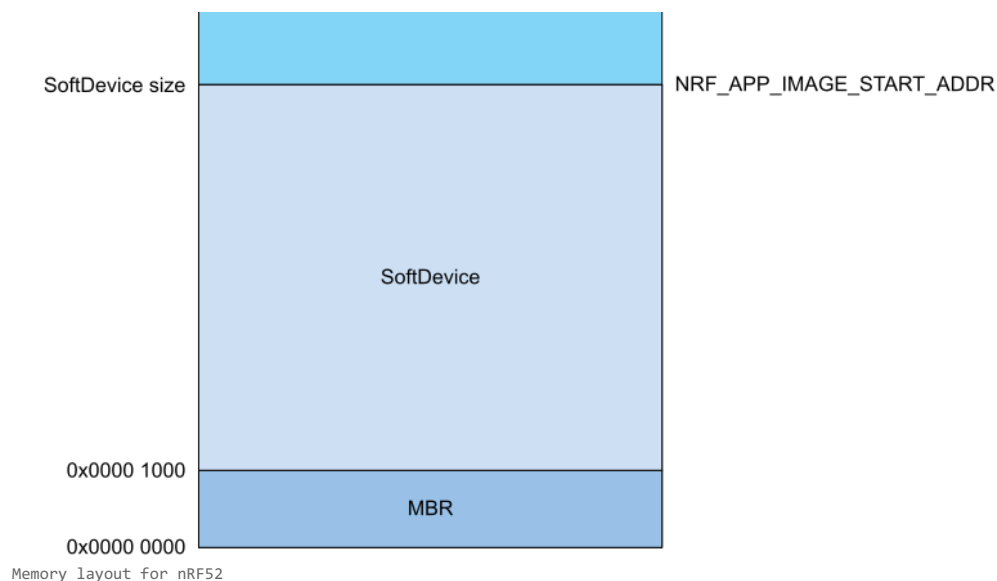 SoftDevice size
NRF_APP_IMAGE_START_ADDR
SoftDevice
0x0000 1000
MBR
0x0000 0000
Memory layout for nRF52